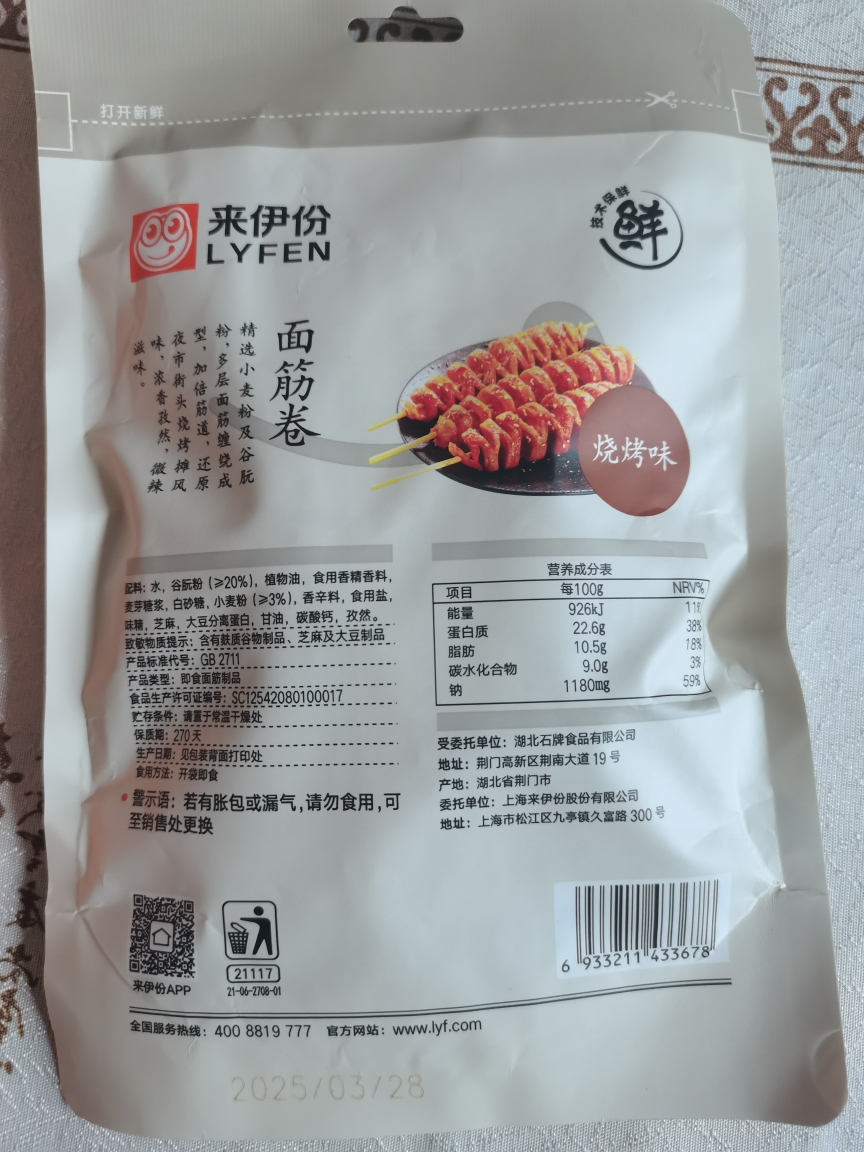 打开新鲜
来伊份
LYFEN
技术保鲜
鲜
面筋卷
精选小麦粉及谷朊
粉,多层面筋缠绕成
型,加倍筋道,还原
夜市街头烧烤摊风
味,浓香孜然,微辣
滋味。
烧烤味
配料:水,谷朊粉(≥20%),植物油,食用香精香料,
麦芽糖浆,白砂糖,小麦粉(≥3%),香辛料,食用盐,
味精,芝麻,大豆分离蛋白,甘油,碳酸钙,孜然。
致敏物质提示:含有麸质谷物制品、芝麻及大豆制品
产品标准代号:GB 2711
产品类型:即食面筋制品
食品生产许可证编号:SC12542080100017
贮存条件:请置于常温干燥处
保质期:270天
生产日期:见包装背面打印处
食用方法:开袋即食
•警示语:若有胀包或漏气,请勿食用,可
至销售处更换
营养成分表
项目 每100g NRV%
能量 926kJ 11%
蛋白质 22.6g 38%
脂肪 10.5g 18%
碳水化合物 9.0g 3%
钠 1180mg 59%
受委托单位:湖北石牌食品有限公司
地址:荆门高新区荆南大道19号
产地:湖北省荆门市
委托单位:上海来伊份股份有限公司
地址:上海市松江区九亭镇久富路300号
来伊份APP
21117
21-06-2708-01
6 933211 433678
全国服务热线:400 8819 777 官方网站:www.lyf.com
2025/03/28